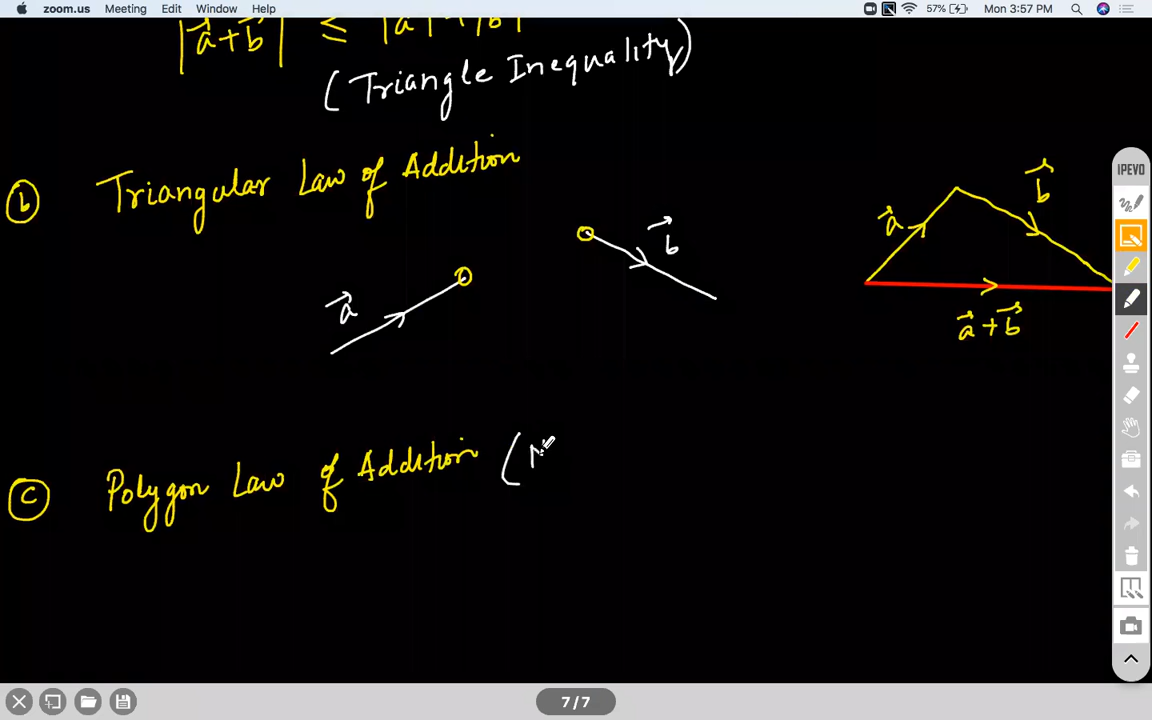 zoom.us Meeting Edit Window Help 57% Mon 3:57 PM
|a⃗+b⃗| ≤ |a|+|b|
(Triangle Inequality)
b Triangular Law of Addition
IPEVO
a⃗
b⃗
a⃗
b⃗
a⃗+b⃗
c Polygon Law of Addition (
7/7